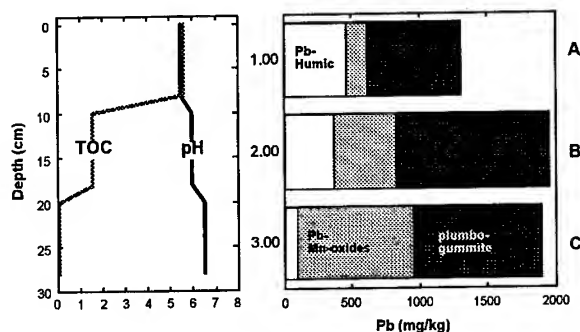 0
5
10
15
20
25
30
Depth (cm)
TOC
pH
0 1 2 3 4 5 6 7 8
1.00
2.00
3.00
Pb-
Humic
Pb-
Mn-oxides
plumbo-
gummite
A
B
C
0 500 1000 1500 2000
Pb (mg/kg)